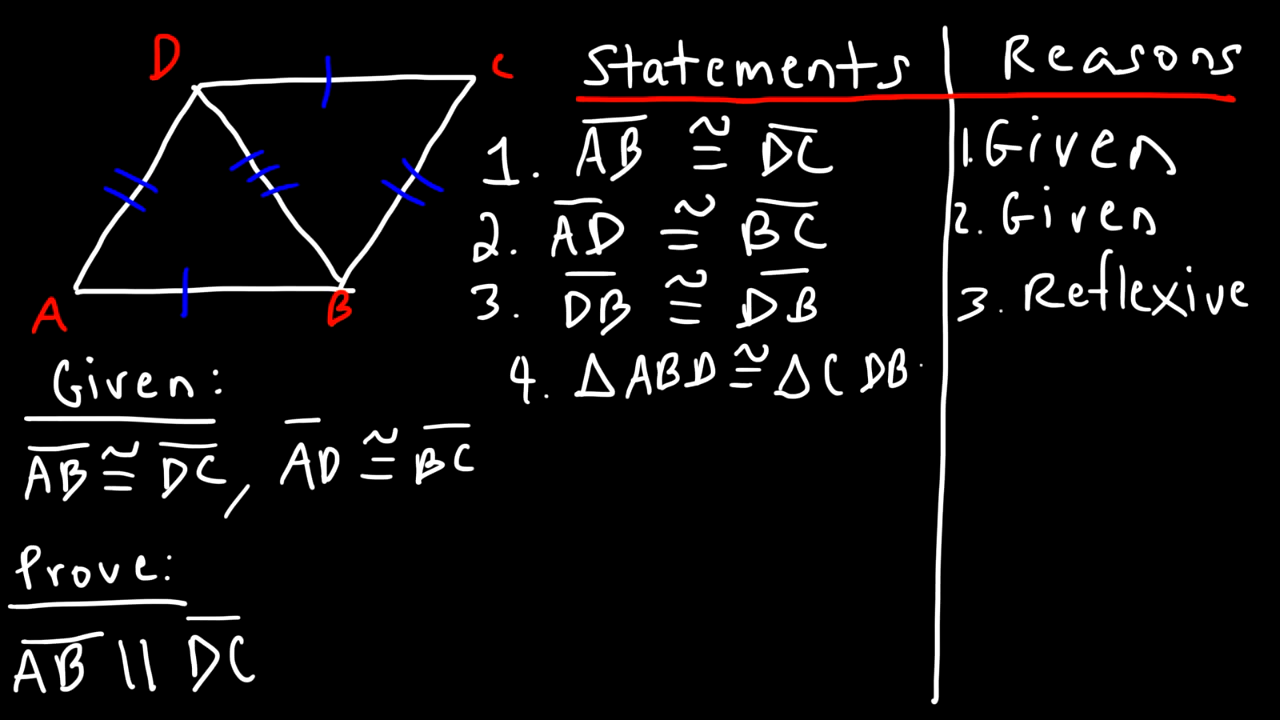 D
C
A
B
Given:
AB ≅ DC, AD ≅ BC
Prove:
AB || DC
Statements Reasons
1. AB ≅ DC 1. Given
2. AD ≅ BC 2. Given
3. DB ≅ DB 3. Reflexive
4. △ABD ≅ △CDB